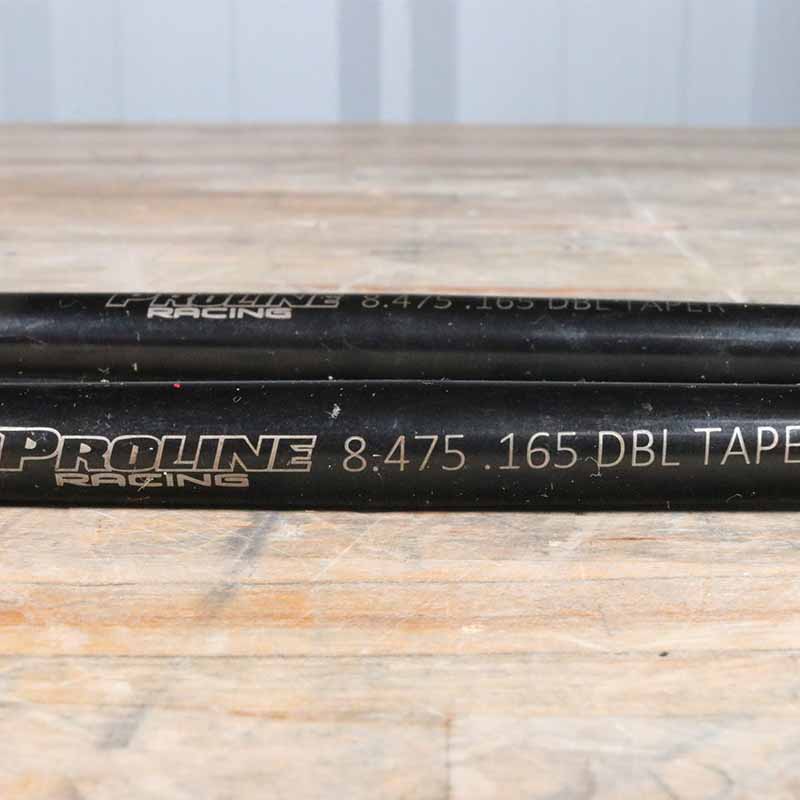 PROLINE 8.475 .165 DBL TAPER
RACING
PROLINE 8.475 .165 DBL TAPE
RACING